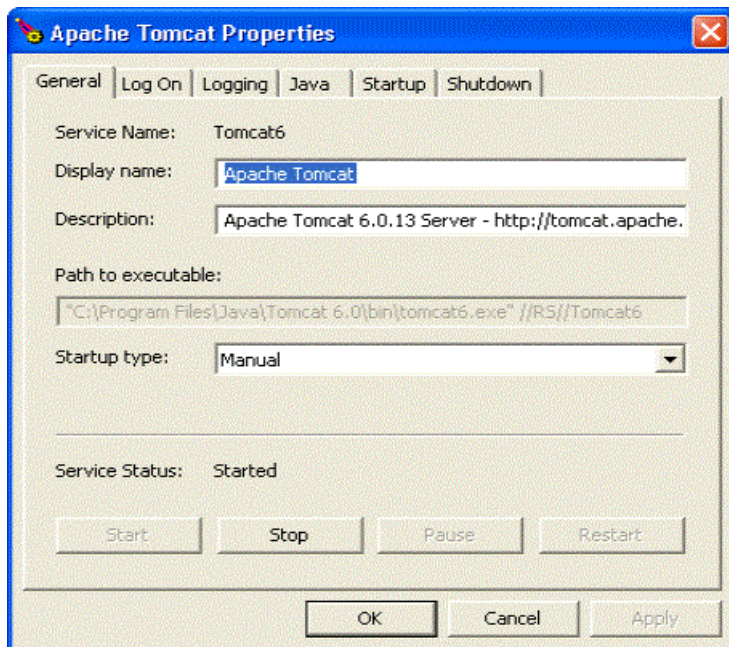 Apache Tomcat Properties
General Log On Logging Java Startup Shutdown
Service Name: Tomcat6
Display name: Apache Tomcat
Description: Apache Tomcat 6.0.13 Server - http://tomcat.apache.
Path to executable:
"C:\Program Files\Java\Tomcat 6.0\bin\tomcat6.exe" //RS//Tomcat6
Startup type: Manual
Service Status: Started
Start Stop Pause Restart
OK Cancel Apply